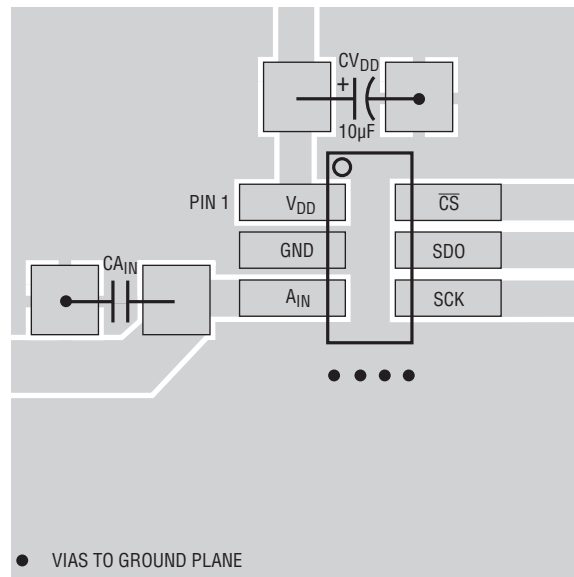 CVDD
+
10µF
PIN 1
VDD
CS
GND
SDO
CAIN
AIN
SCK
VIAS TO GROUND PLANE